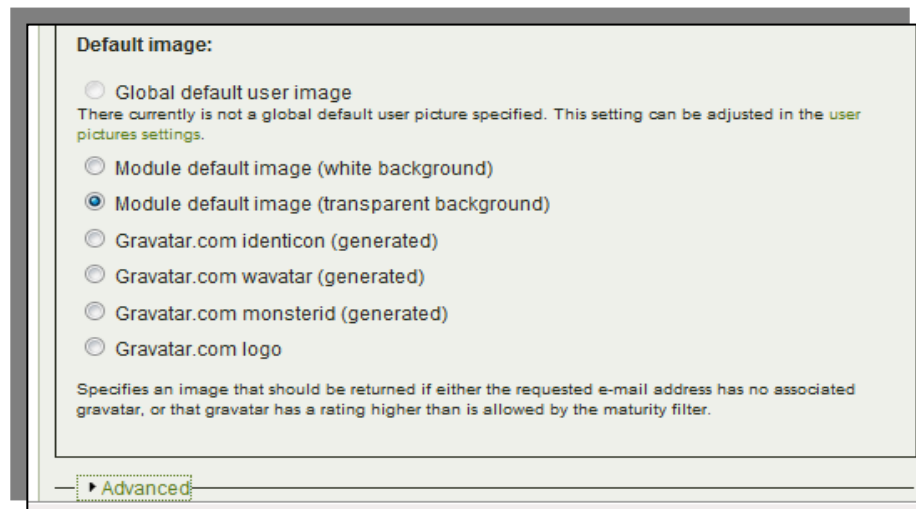 Default image:
Global default user image
There currently is not a global default user picture specified. This setting can be adjusted in the user
pictures settings.
Module default image (white background)
Module default image (transparent background)
Gravatar.com identicon (generated)
Gravatar.com wavatar (generated)
Gravatar.com monsterid (generated)
Gravatar.com logo
Specifies an image that should be returned if either the requested e-mail address has no associated
gravatar, or that gravatar has a rating higher than is allowed by the maturity filter.
Advanced